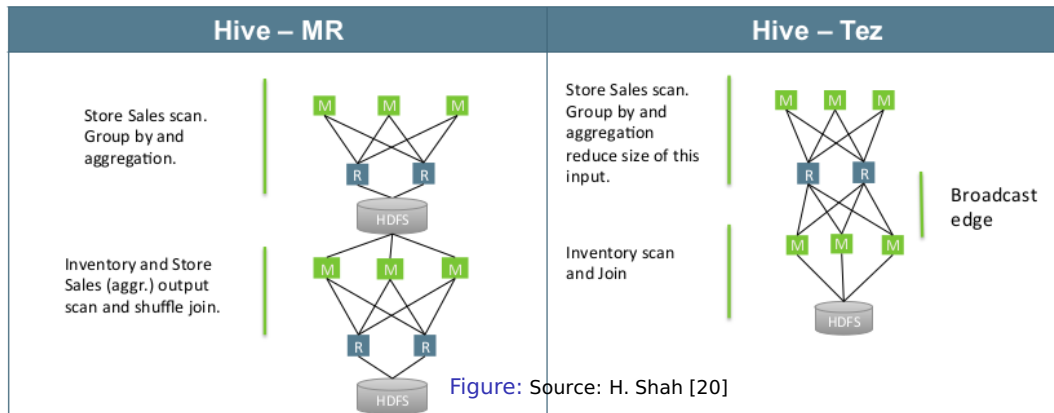 Hive – MR
Store Sales scan.
Group by and
aggregation.
M M M
R R
HDFS
Inventory and Store
Sales (aggr.) output
scan and shuffle join.
M M M
R R
HDFS
Hive – Tez
Store Sales scan.
Group by and
aggregation
reduce size of this
input.
M M M
R R
Broadcast
edge
Inventory scan
and Join
M M M
HDFS
Figure: Source: H. Shah [20]